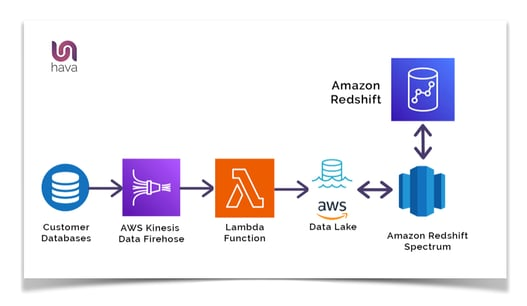 hava
Amazon
Redshift
Customer
Databases
AWS Kinesis
Data Firehose
Lambda
Function
aws
Data Lake
Amazon Redshift
Spectrum